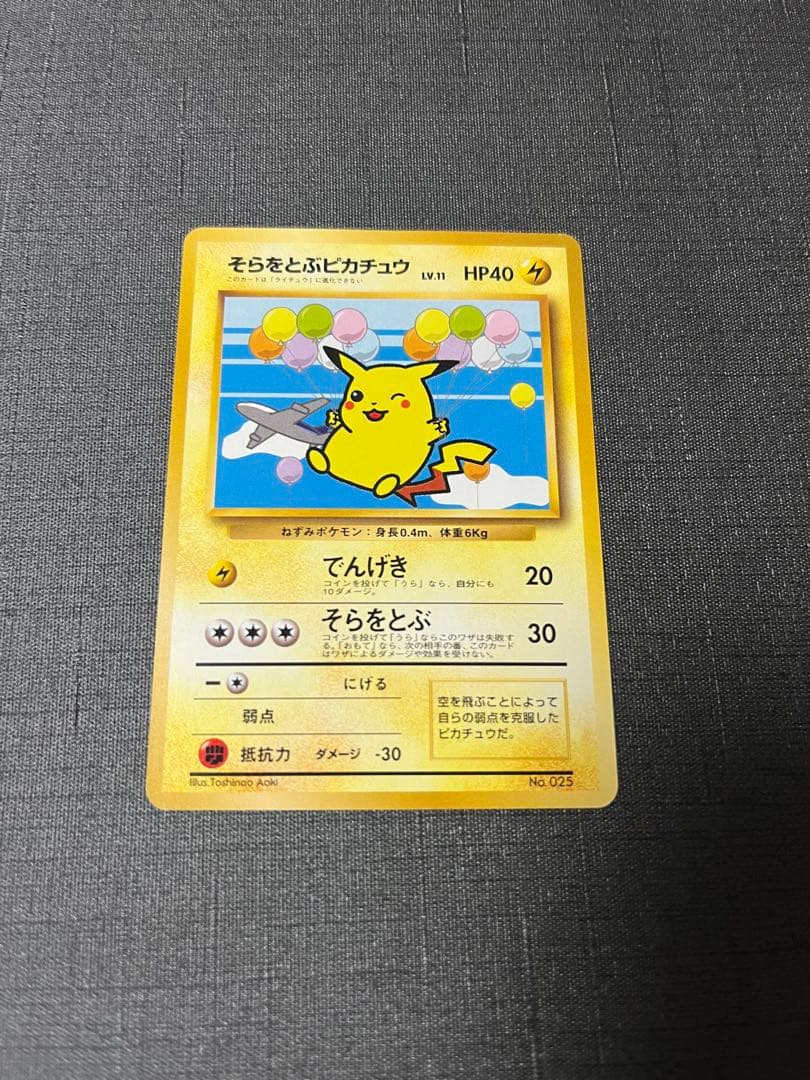 そらをとぶピカチュウ LV.11 HP40
このカードは「ライチュウ」に進化できない
ねずみポケモン：身長0.4m、体重6Kg
でんげき 20
コインを投げて「うら」なら、自分にも
10ダメージ。
そらをとぶ 30
コインを投げて「うら」ならこのワザは失敗す
る。「おもて」なら、次の相手の番、このカード
はワザによるダメージや効果を受けない。
にげる
弱点
抵抗力 ダメージ -30
空を飛ぶことによって
自らの弱点を克服した
ピカチュウだ。
Illus.Toshinao Aoki No. 025